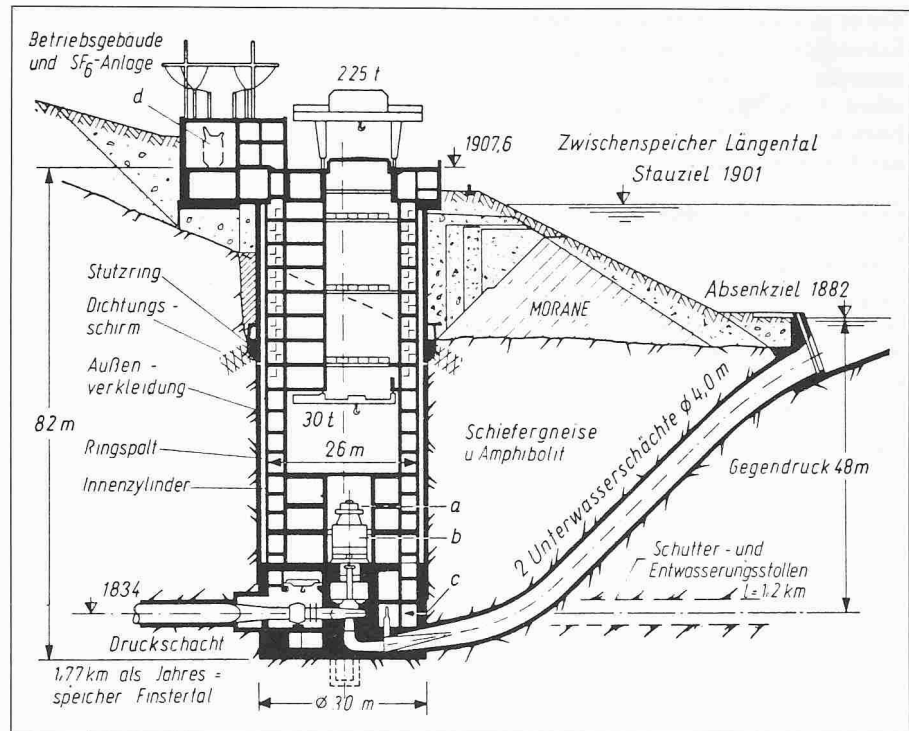 Betriebsgebäude
und SF6-Anlage
d
225 t
1907,6
Zwischenspeicher Längental
Stauziel 1901
Absenkziel 1882
Stutzring
Dichtungs-
schirm
Außen-
verkleidung
MORANE
82m
30 t
26 m
Ringspalt
Innenzylinder
Schiefergneise
u Amphibolit
2 Unterwasserschächte ø 4,0 m
Gegendruck 48m
a
b
c
Schutter- und
Entwasserungsstollen
l=1,2 km
1834
Druckschacht
1,77 km als Jahres =
speicher Finstertal
ø 30 m